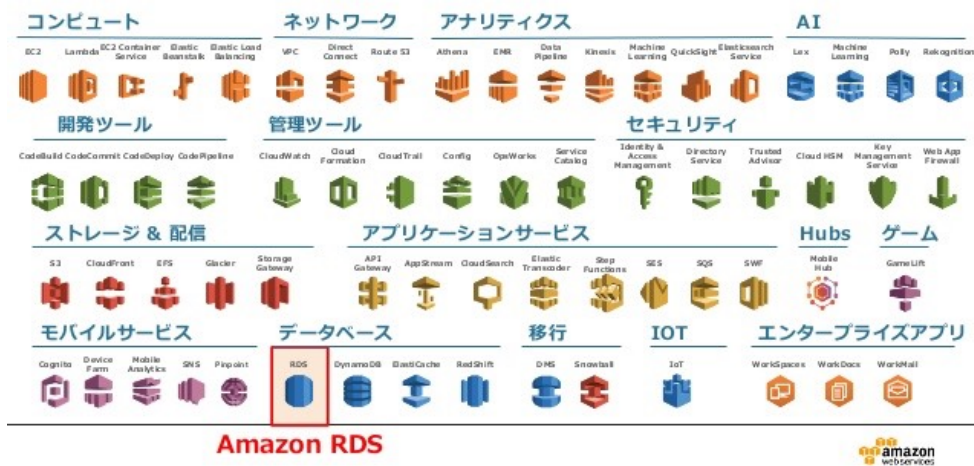 コンピュート
ネットワーク
アナリティクス
AI
EC2
Lambda
EC2 Container Service
Elastic Beanstalk
Elastic Load Balancing
VPC
Direct Connect
Route 53
Athena
EMR
Data Pipeline
Kinesis
Machine Learning
QuickSight
Elasticsearch Service
Lex
Machine Learning
Polly
Rekognition
開発ツール
管理ツール
セキュリティ
CodeBuild
CodeCommit
CodeDeploy
CodePipeline
CloudWatch
Cloud Formation
CloudTrail
Config
OpsWorks
Service Catalog
Identity & Access Management
Directory Service
Trusted Advisor
Cloud HSM
Key Management Service
Web App Firewall
ストレージ & 配信
アプリケーションサービス
Hubs
ゲーム
S3
CloudFront
EFS
Glacier
Storage Gateway
API Gateway
AppStream
CloudSearch
Elastic Transcoder
Step Functions
SES
SQS
SWF
Mobile Hub
GameLift
モバイルサービス
データベース
移行
IOT
エンタープライズアプリ
Cognito
Device Farm
Mobile Analytics
SNS
Pinpoint
RDS
DynamoDB
ElastiCache
RedShift
DMS
Snowball
IoT
WorkSpaces
WorkDocs
WorkMail
Amazon RDS
amazon
webservices